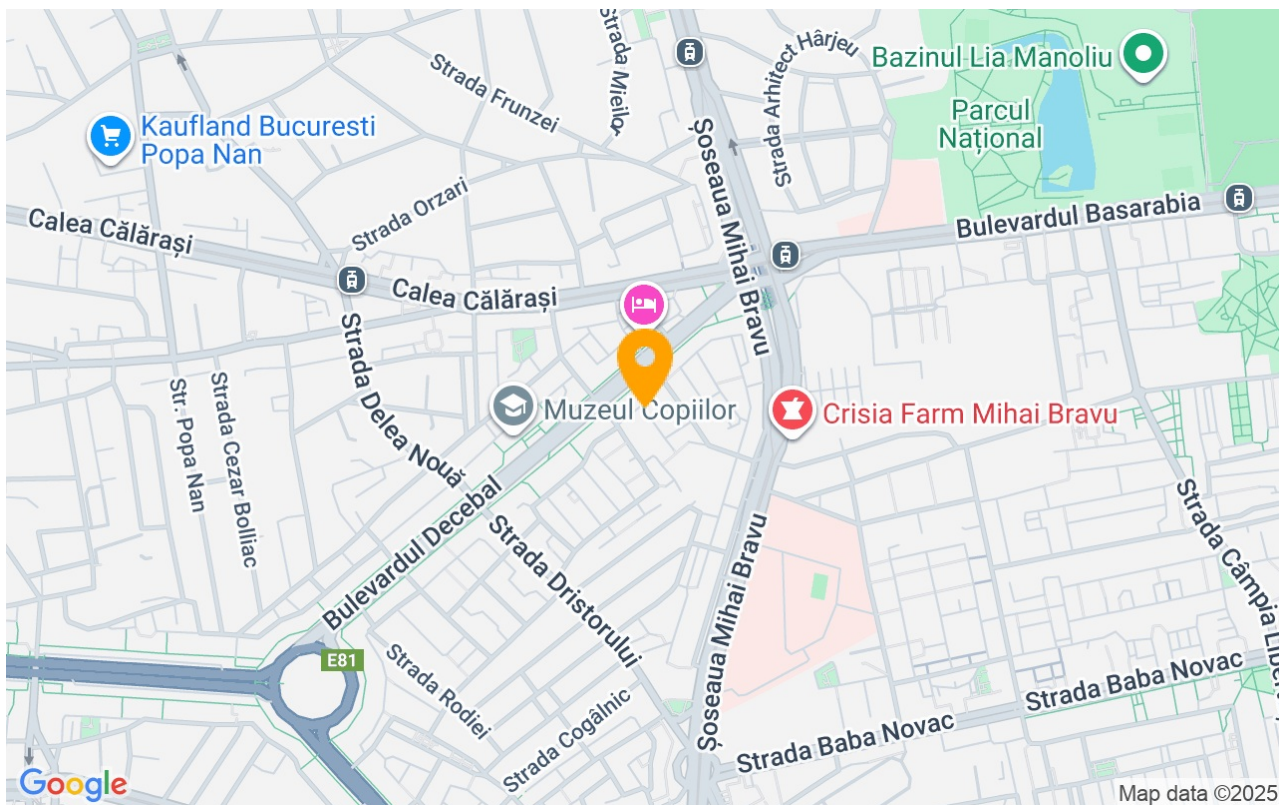 Strada Mieilor
Bazinul Lia Manoliu
Strada Frunzei
Strada Arhitect Hârjeu
Parcul
Național
Kaufland Bucuresti
Popa Nan
Șoseaua Mihai Bravu
Strada Orzari
Bulevardul Basarabia
Calea Călărași
Calea Călărași
Strada Delea Nouă
Muzeul Copiilor
Crisia Farm Mihai Bravu
Str. Popa Nan
Strada Cezar Bolliac
Bulevardul Decebal
Strada Dristorului
Șoseaua Mihai Bravu
E81
Strada Rodiei
Strada Cogâlnic
Strada Baba Novac
Strada Baba Novac
Google
Map data ©2025